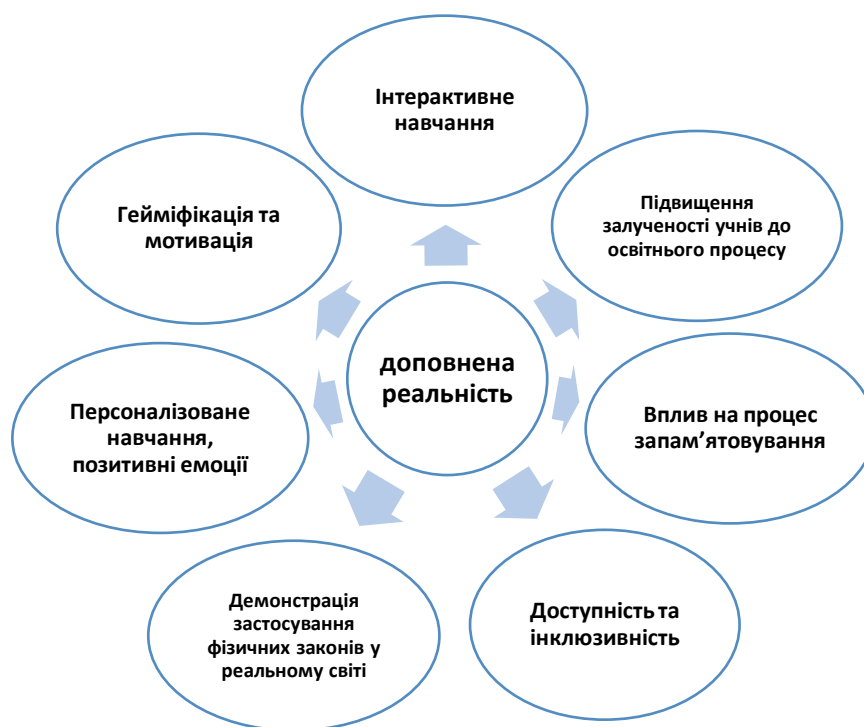 Інтерактивне
навчання
Підвищення
залученості учнів до
освітнього процесу
Вплив на процес
запам’ятовування
Доступність та
інклюзивність
Демонстрація
застосування
фізичних законів у
реальному світі
Персоналізоване
навчання,
позитивні емоції
Гейміфікація та
мотивація
доповнена
реальність